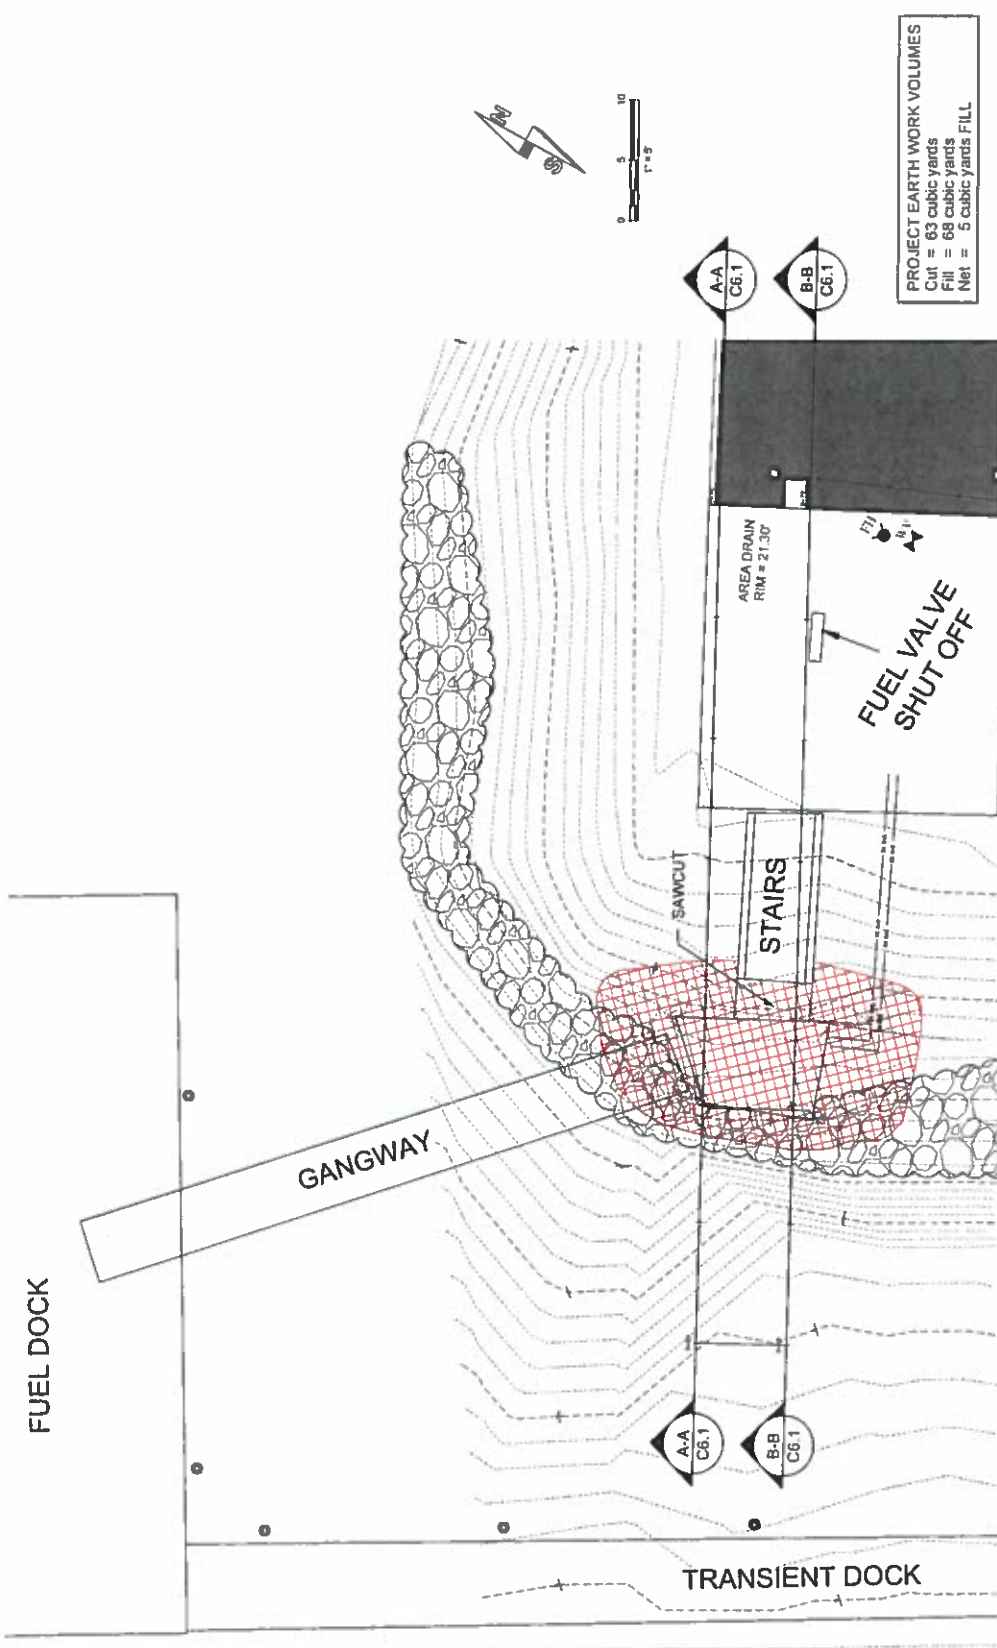 PROJECT EARTH WORK VOLUMES
Cut = 63 cubic yards
Fill = 68 cubic yards
Net = 5 cubic yards FILL
N
S
0 5 10
1" = 5'
A-A
C6.1
B-B
C6.1
AREA DRAIN
RIM = 21.30'
FUEL VALVE
SHUT OFF
SAWCUT
STAIRS
GANGWAY
FUEL DOCK
A-A
C6.1
B-B
C6.1
TRANSIENT DOCK